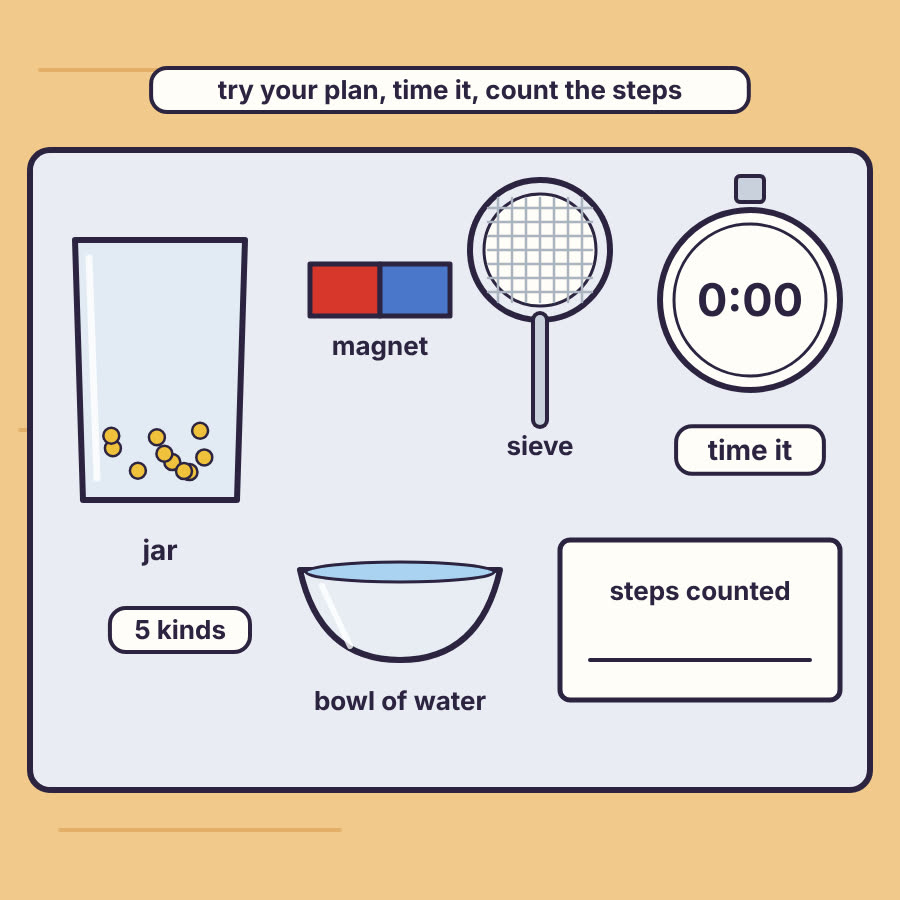 try your plan, time it, count the steps
0:00
magnet
sieve
time it
jar
steps counted
5 kinds
bowl of water